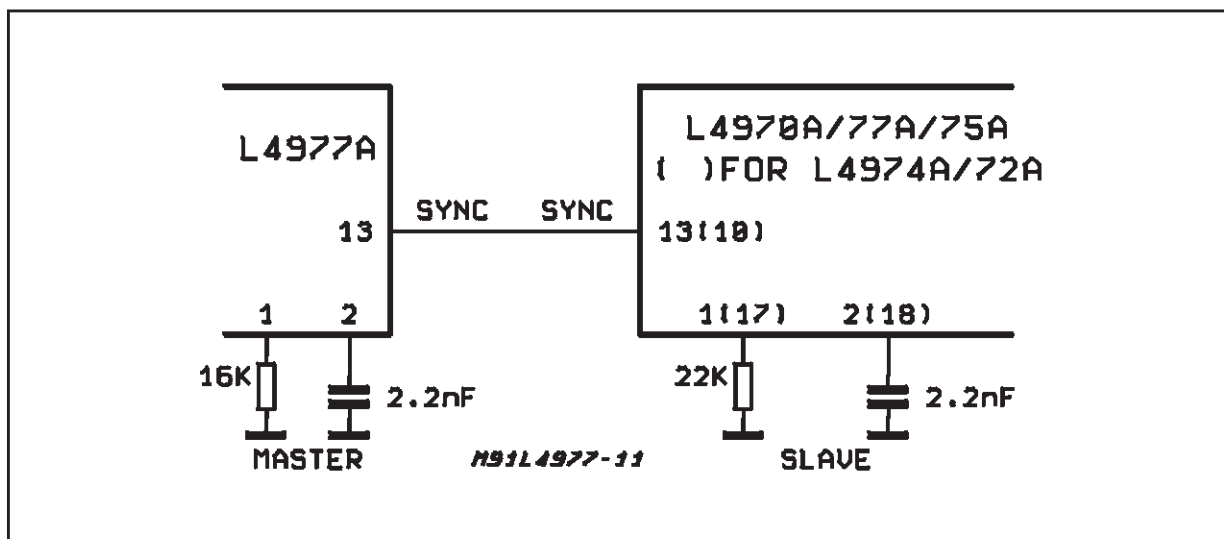 L4977A
L4970A/77A/75A
( )FOR L4974A/72A
SYNC SYNC
13
13(10)
1 2
1(17) 2(18)
16K
2.2nF
22K
2.2nF
MASTER
M91L4977-11
SLAVE